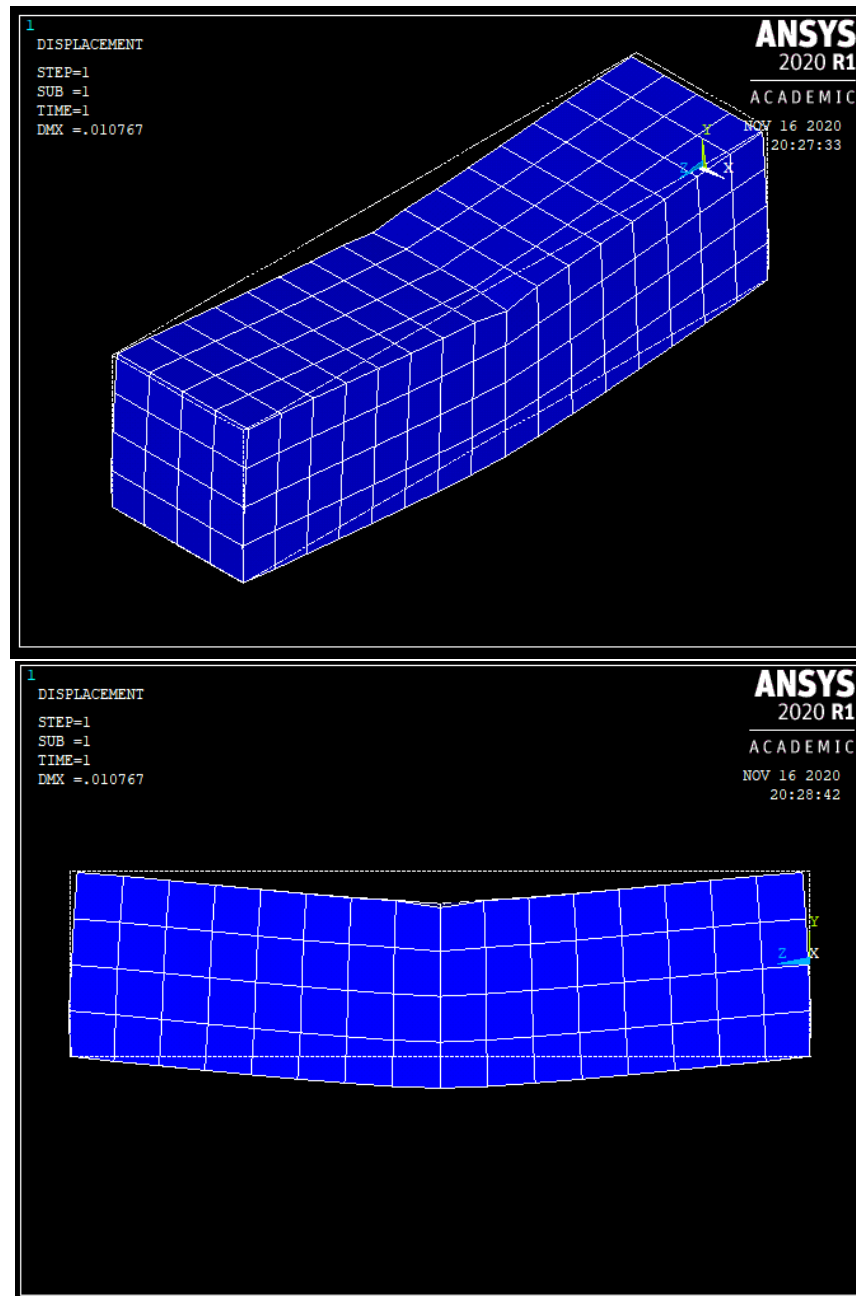 1
DISPLACEMENT
STEP=1
SUB =1
TIME=1
DMX =.010767
ANSYS
2020 R1
ACADEMIC
NOV 16 2020
20:27:33
Y
Z
X
1
DISPLACEMENT
STEP=1
SUB =1
TIME=1
DMX =.010767
ANSYS
2020 R1
ACADEMIC
NOV 16 2020
20:28:42
Y
Z
X